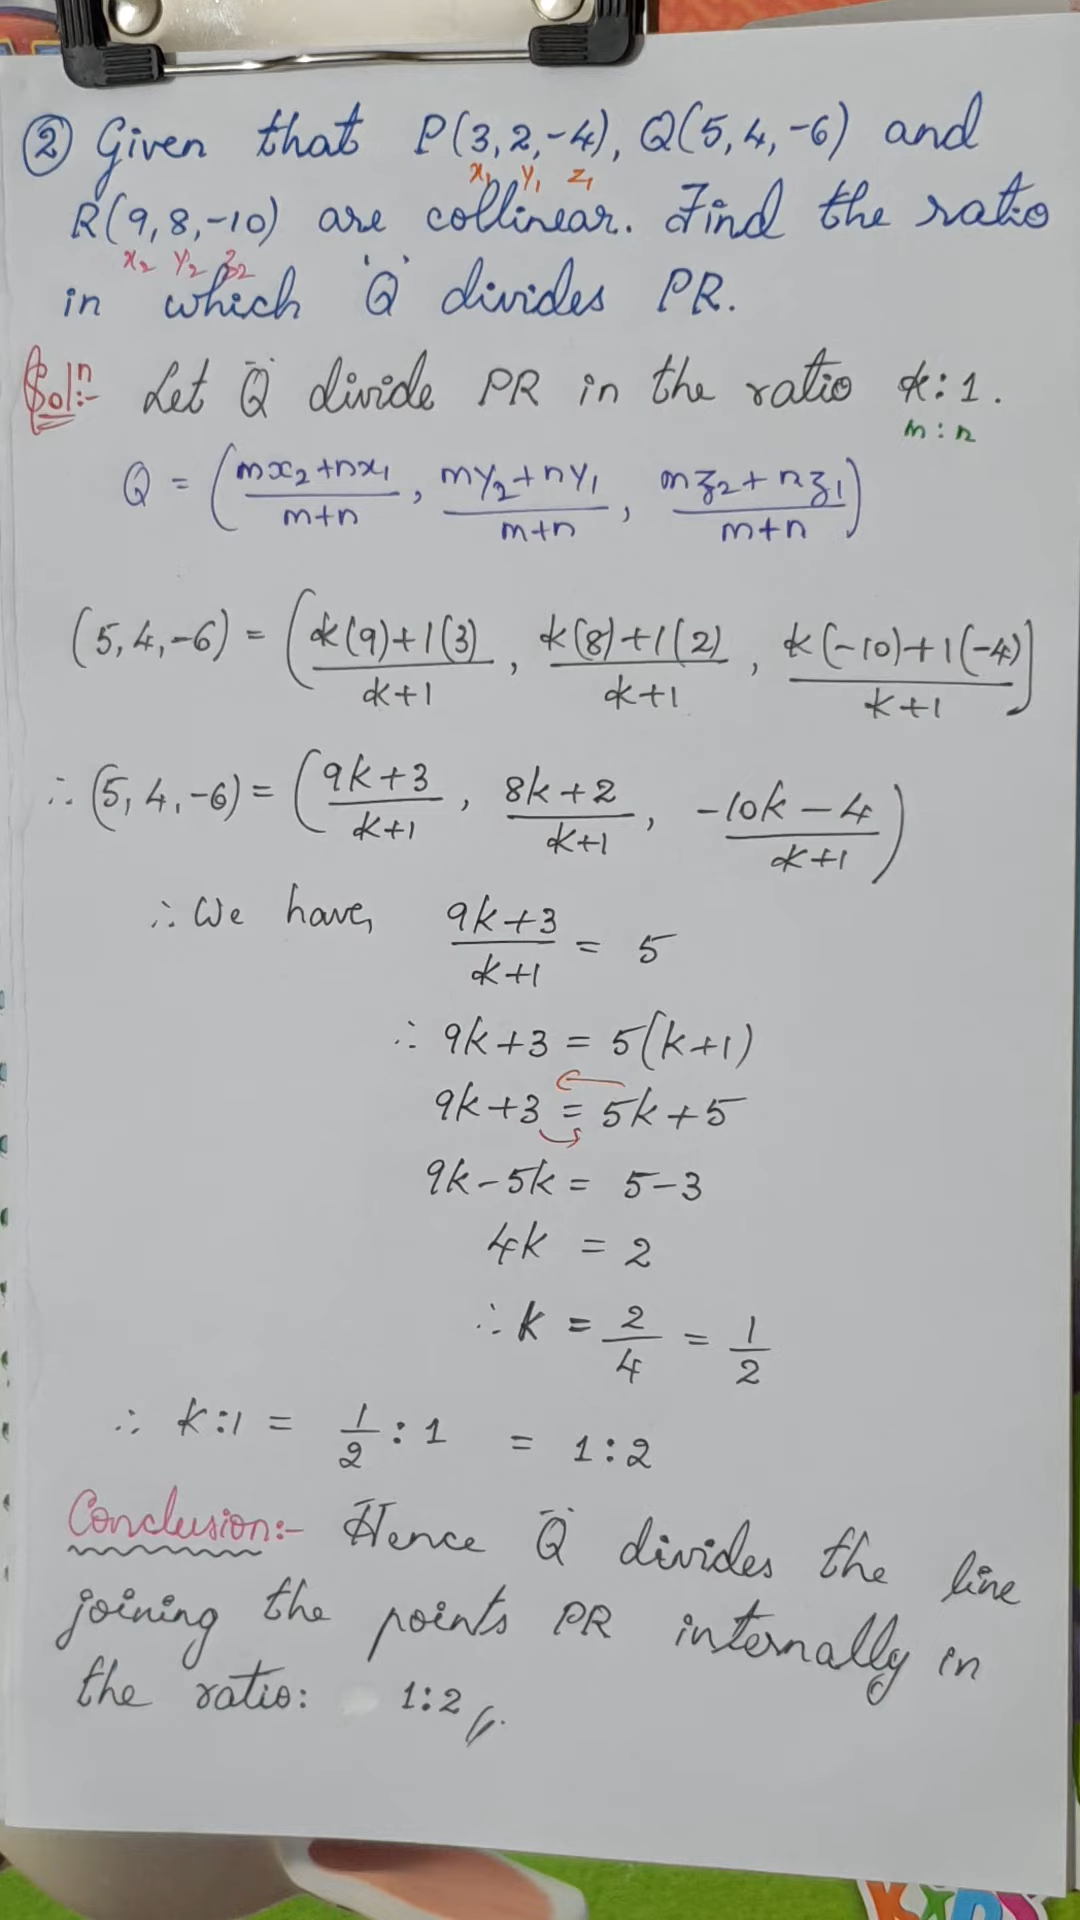 ② Given that P(3,2,-4), Q(5,4,-6) and
x₁ y₁ z₁
R(9,8,-10) are collinear. Find the ratio
x₂ y₂ z₂
in which 'Q' divides PR.
Solⁿ:- Let Q divide PR in the ratio k:1.
m:n
Q = ( (mx₂+nx₁)/(m+n), (my₂+ny₁)/(m+n), (mz₂+nz₁)/(m+n) )
(5,4,-6) = ( (k(9)+1(3))/(k+1), (k(8)+1(2))/(k+1), (k(-10)+1(-4))/(k+1) )
∴ (5,4,-6) = ( (9k+3)/(k+1), (8k+2)/(k+1), (-10k-4)/(k+1) )
∴ We have, (9k+3)/(k+1) = 5
∴ 9k+3 = 5(k+1)
9k+3 = 5k+5
9k-5k = 5-3
4k = 2
∴ k = 2/4 = 1/2
∴ k:1 = 1/2 : 1 = 1:2
Conclusion:- Hence Q divides the line
joining the points PR internally in
the ratio: 1:2
KIDS